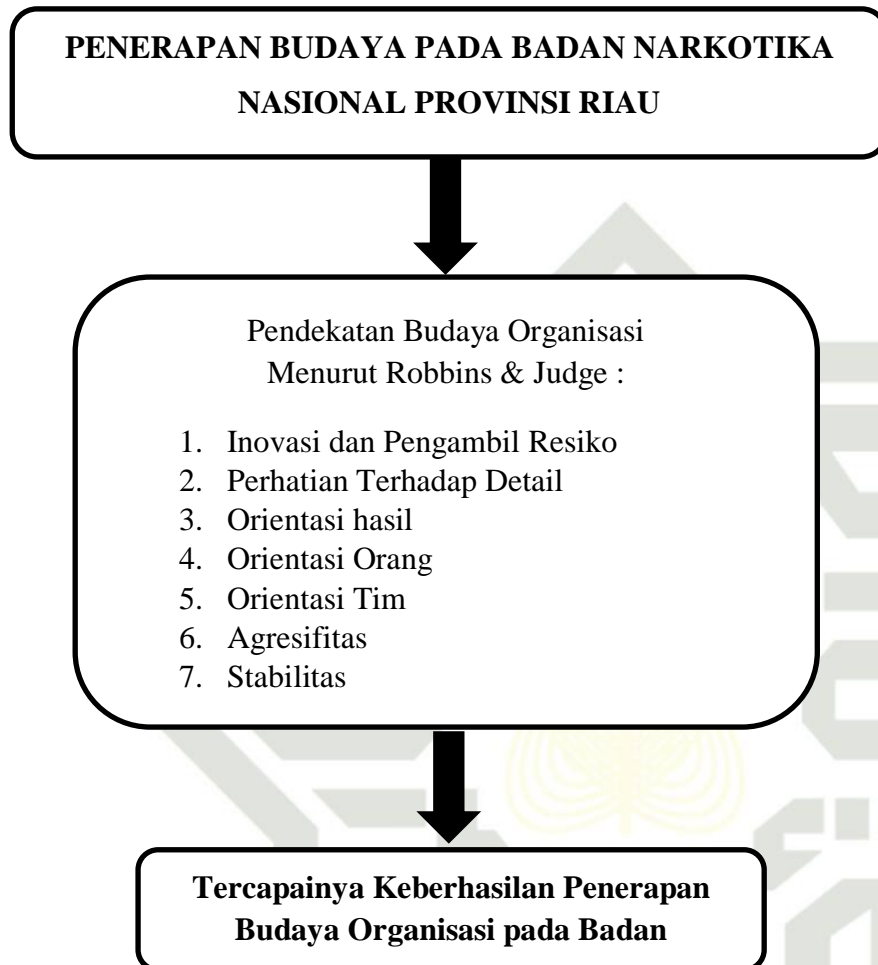 PENERAPAN BUDAYA PADA BADAN NARKOTIKA
NASIONAL PROVINSI RIAU
Pendekatan Budaya Organisasi
Menurut Robbins & Judge :
1. Inovasi dan Pengambil Resiko
2. Perhatian Terhadap Detail
3. Orientasi hasil
4. Orientasi Orang
5. Orientasi Tim
6. Agresifitas
7. Stabilitas
Tercapainya Keberhasilan Penerapan
Budaya Organisasi pada Badan